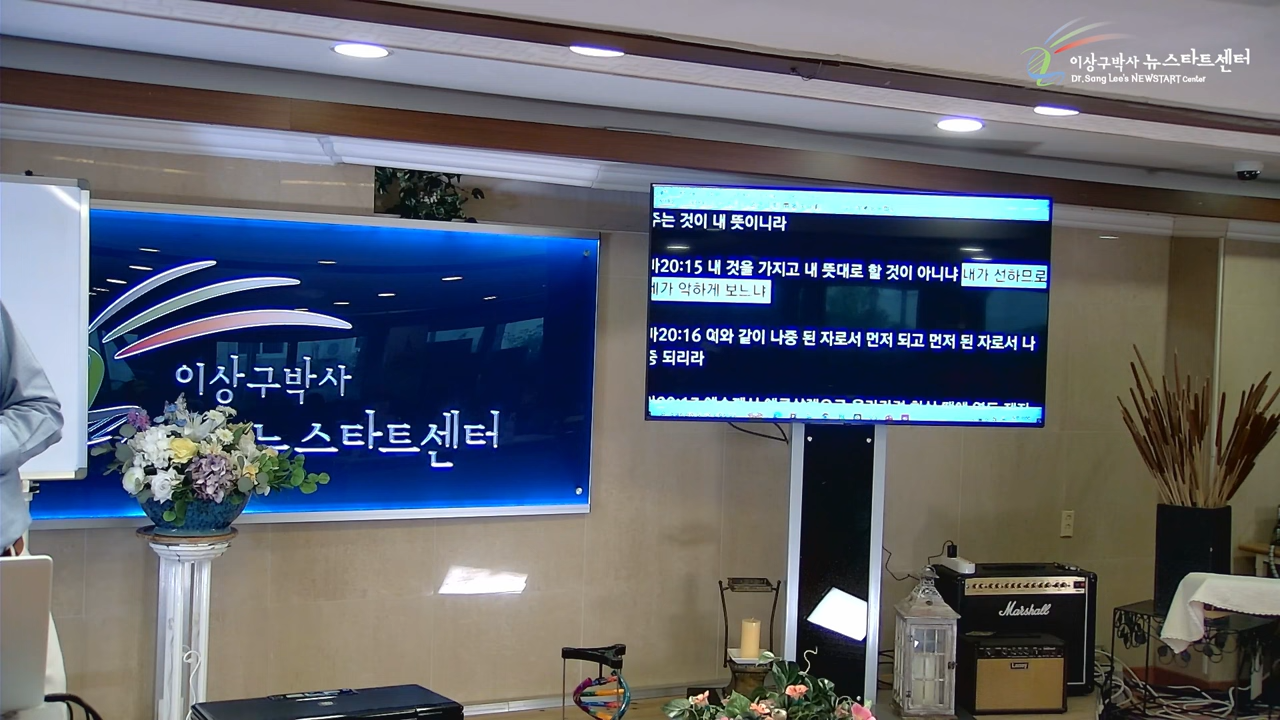 이상구박사 뉴스타트센터
Dr. Sang Lee's NEWSTART Center
주는 것이 내 뜻이니라
마20:15 내 것을 가지고 내 뜻대로 할 것이 아니냐 내가 선하므로
네가 악하게 보느냐
마20:16 이와 같이 나중 된 자로서 먼저 되고 먼저 된 자로서 나
중 되리라
이상구박사
뉴스타트센터
Marshall
Laney